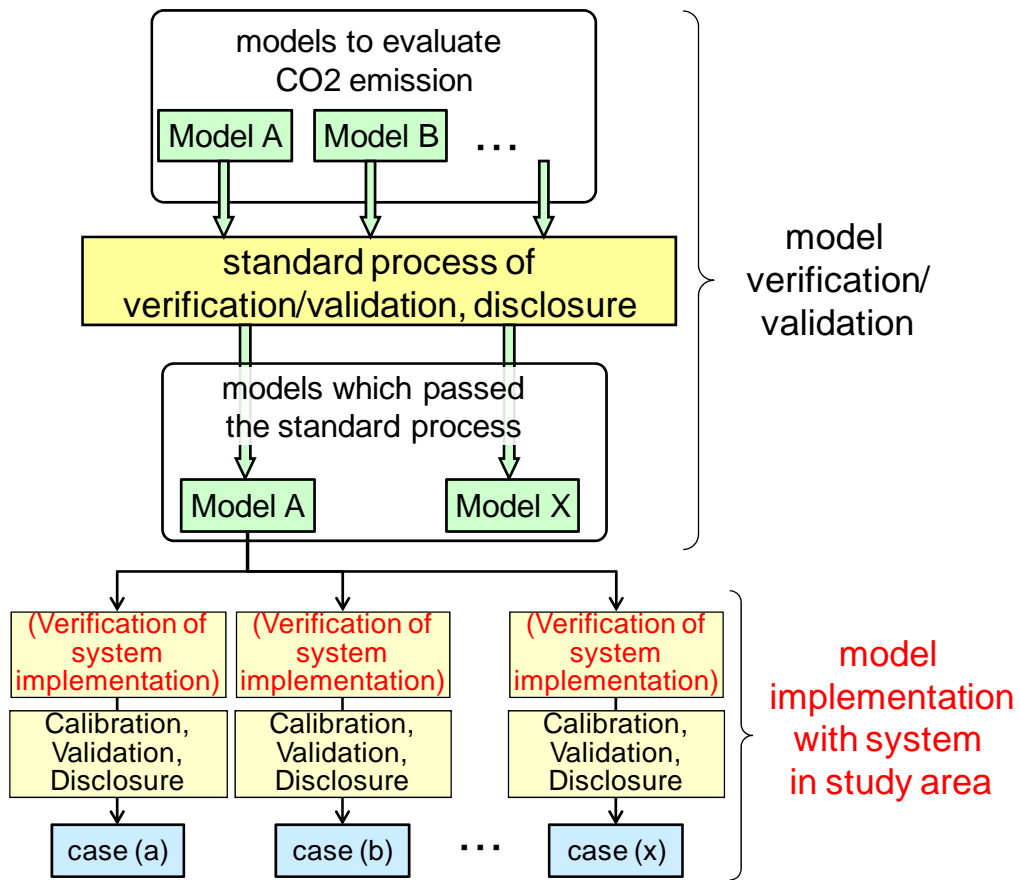 models to evaluate
CO2 emission
Model A
Model B
...
standard process of
verification/validation, disclosure
models which passed
the standard process
Model A
Model X
model
verification/
validation
(Verification of
system
implementation)
(Verification of
system
implementation)
(Verification of
system
implementation)
Calibration,
Validation,
Disclosure
Calibration,
Validation,
Disclosure
Calibration,
Validation,
Disclosure
case (a)
case (b)
...
case (x)
model
implementation
with system
in study area